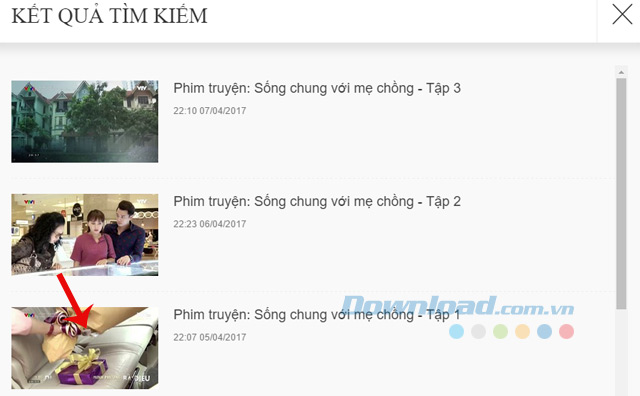 KẾT QUẢ TÌM KIẾM
Phim truyện: Sống chung với mẹ chồng - Tập 3
22:10 07/04/2017
Phim truyện: Sống chung với mẹ chồng - Tập 2
22:23 06/04/2017
Download.com.vn
Phim truyện: Sống chung với mẹ chồng - Tập 1
22:07 05/04/2017